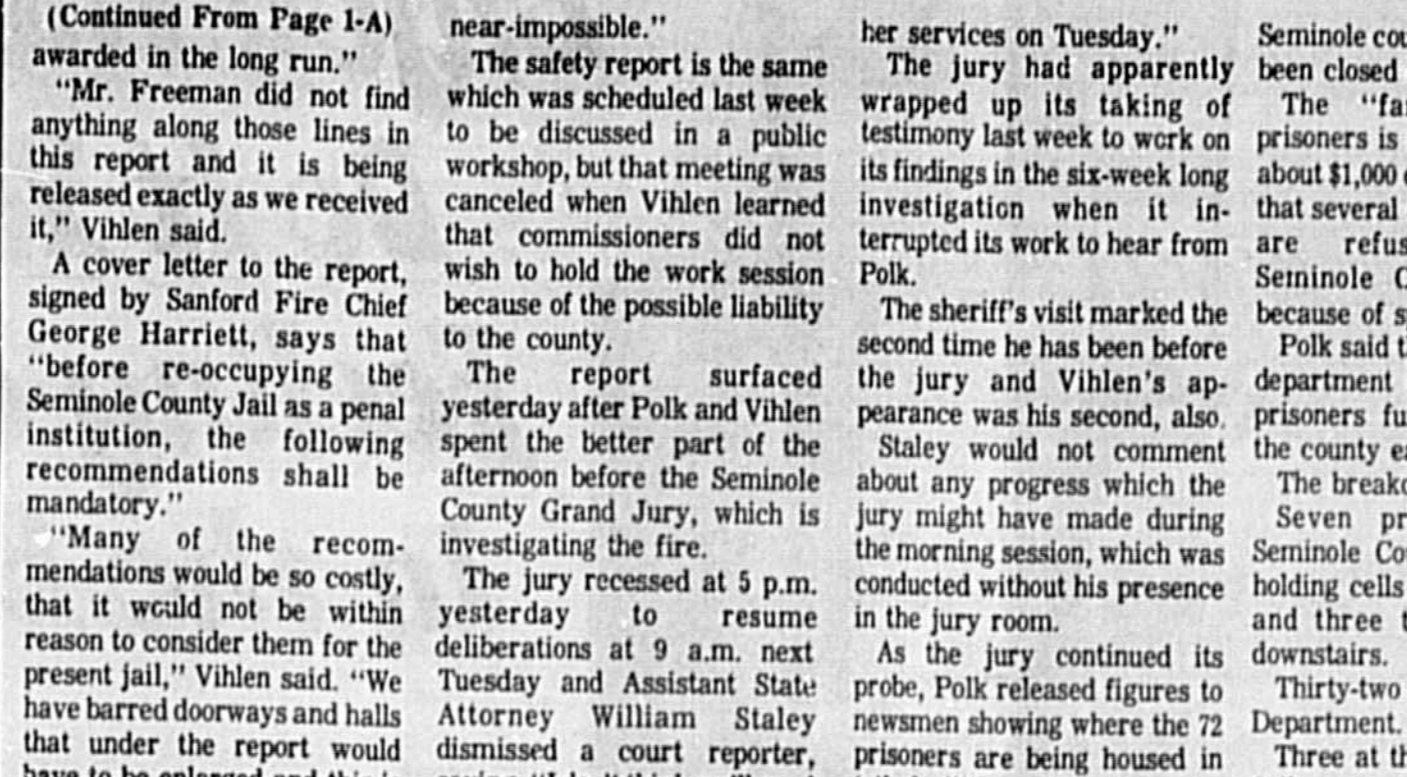 (Continued From Page 1-A)
awarded in the long run."
"Mr. Freeman did not find
anything along those lines in
this report and it is being
released exactly as we received
it," Vihlen said.
A cover letter to the report,
signed by Sanford Fire Chief
George Harriett, says that
"before re-occupying the
Seminole County Jail as a penal
institution, the following
recommendations shall be
mandatory."
"Many of the recom-
mendations would be so costly,
that it would not be within
reason to consider them for the
present jail," Vihlen said. "We
have barred doorways and halls
that under the report would
have to be enlarged and this is
near-impossible."
The safety report is the same
which was scheduled last week
to be discussed in a public
workshop, but that meeting was
canceled when Vihlen learned
that commissioners did not
wish to hold the work session
because of the possible liability
to the county.
The report surfaced
yesterday after Polk and Vihlen
spent the better part of the
afternoon before the Seminole
County Grand Jury, which is
investigating the fire.
The jury recessed at 5 p.m.
yesterday to resume
deliberations at 9 a.m. next
Tuesday and Assistant State
Attorney William Staley
dismissed a court reporter,
her services on Tuesday."
The jury had apparently
wrapped up its taking of
testimony last week to work on
its findings in the six-week long
investigation when it in-
terrupted its work to hear from
Polk.
The sheriff's visit marked the
second time he has been before
the jury and Vihlen's ap-
pearance was his second, also.
Staley would not comment
about any progress which the
jury might have made during
the morning session, which was
conducted without his presence
in the jury room.
As the jury continued its
probe, Polk released figures to
newsmen showing where the 72
prisoners are being housed in
Seminole cou
been closed
The "fa
prisoners is
about $1,000
that several
are refus
Seminole C
because of s
Polk said t
department
prisoners fu
the county ea
The breakd
Seven pr
Seminole Co
holding cells
and three t
downstairs.
Thirty-two
Department.
Three at th